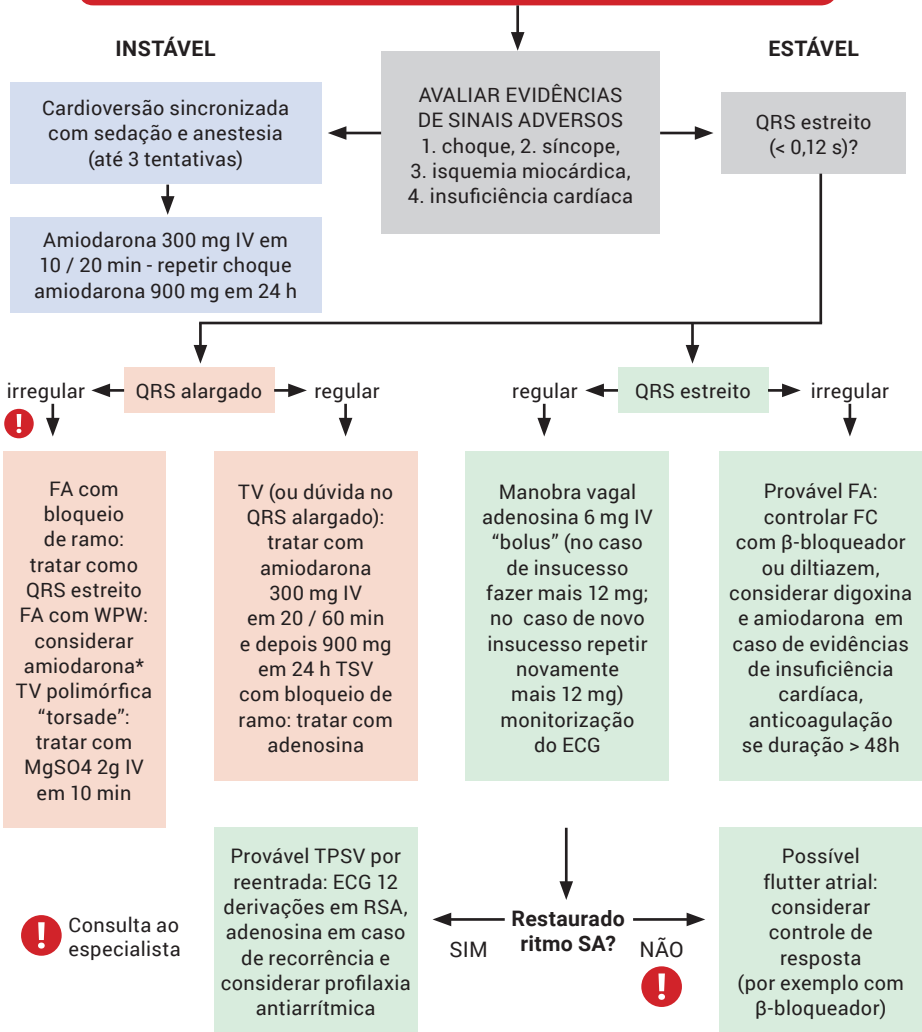 INSTÁVEL
ESTÁVEL
Cardioversão sincronizada
com sedação e anestesia
(até 3 tentativas)
AVALIAR EVIDÊNCIAS
DE SINAIS ADVERSOS
1. choque, 2. síncope,
3. isquemia miocárdica,
4. insuficiência cardíaca
QRS estreito
(< 0,12 s)?
Amiodarona 300 mg IV em
10 / 20 min - repetir choque
amiodarona 900 mg em 24 h
irregular
QRS alargado
regular
regular
QRS estreito
irregular
!
FA com
bloqueio
de ramo:
tratar como
QRS estreito
FA com WPW:
considerar
amiodarona*
TV polimórfica
“torsade”:
tratar com
MgSO4 2g IV
em 10 min
TV (ou dúvida no
QRS alargado):
tratar com
amiodarona
300 mg IV
em 20 / 60 min
e depois 900 mg
em 24 h TSV
com bloqueio de
ramo: tratar com
adenosina
Manobra vagal
adenosina 6 mg IV
“bolus” (no caso
de insucesso
fazer mais 12 mg;
no caso de novo
insucesso repetir
novamente
mais 12 mg)
monitorização
do ECG
Provável FA:
controlar FC
com β-bloqueador
ou diltiazem,
considerar digoxina
e amiodarona em
caso de evidências
de insuficiência
cardíaca,
anticoagulação
se duração > 48h
!
Consulta ao
especialista
Provável TPSV por
reentrada: ECG 12
derivações em RSA,
adenosina em caso
de recorrência e
considerar profilaxia
antiarrítmica
SIM
Restaurado
ritmo SA?
NÃO
!
Possível
flutter atrial:
considerar
controle de
resposta
(por exemplo com
β-bloqueador)